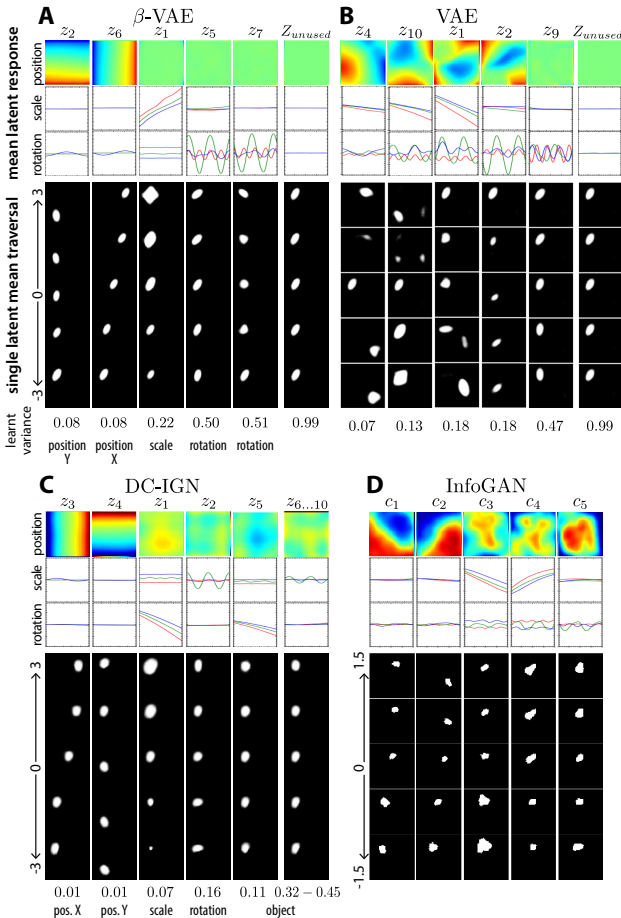 A β-VAE
z2 z6 z1 z5 z7 Zunused
B VAE
z4 z10 z1 z2 z9 Zunused
mean latent response
position
scale
rotation
single latent mean traversal
3
0
-3
learnt variance
0.08 0.08 0.22 0.50 0.51 0.99
position Y position X scale rotation rotation
0.07 0.13 0.18 0.18 0.47 0.99
C DC-IGN
z3 z4 z1 z2 z5 z6...10
position
scale
rotation
3
0
-3
0.01 0.01 0.07 0.16 0.11 0.32 − 0.45
pos. X pos. Y scale rotation object
D InfoGAN
c1 c2 c3 c4 c5
1.5
0
-1.5